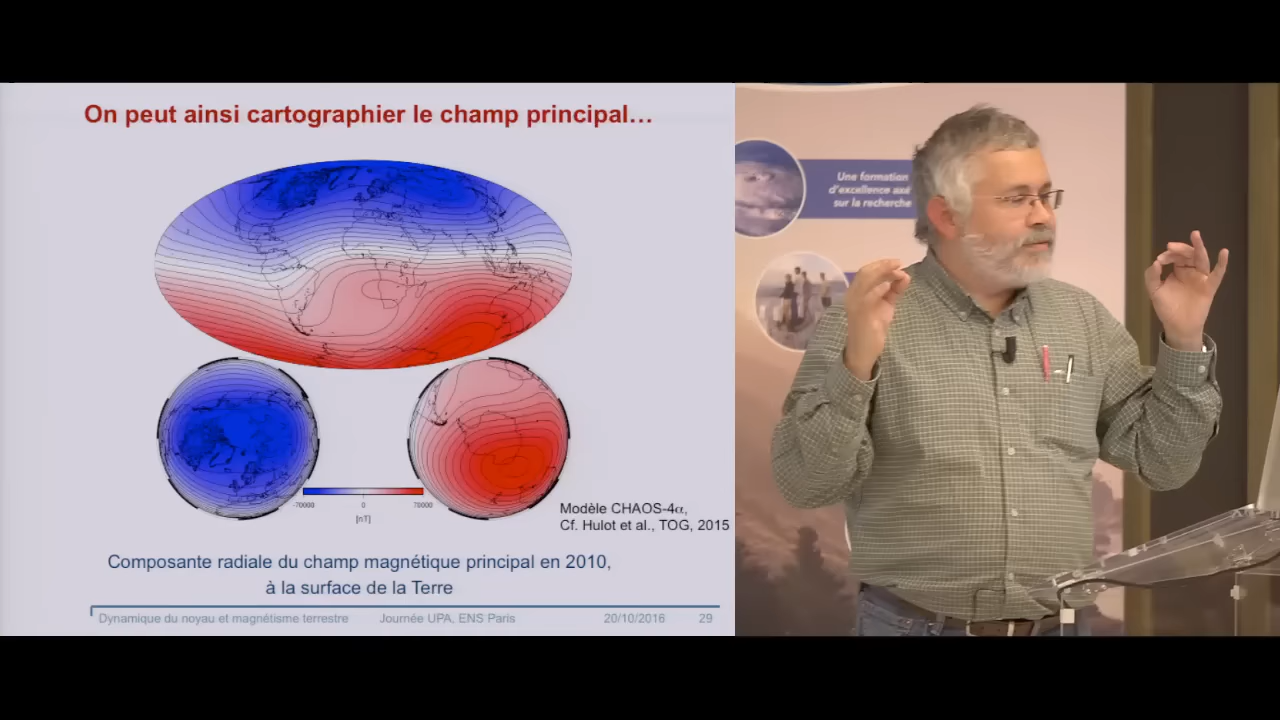 On peut ainsi cartographier le champ principal…
-70000
0
70000
[nT]
Modèle CHAOS-4α,
Cf. Hulot et al., TOG, 2015
Composante radiale du champ magnétique principal en 2010,
à la surface de la Terre
Dynamique du noyau et magnétisme terrestre
Journée UPA, ENS Paris
20/10/2016
29
Une formation
d'excellence axé
sur la recherche